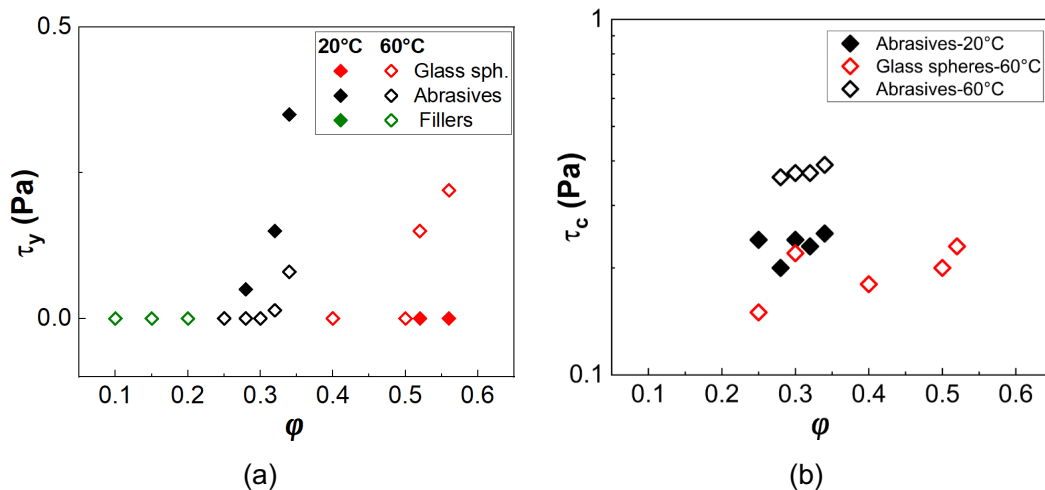 20°C 60°C
Glass sph.
Abrasives
Fillers
0.5
0.0
τy (Pa)
0.1 0.2 0.3 0.4 0.5 0.6
φ
(a)
Abrasives-20°C
Glass spheres-60°C
Abrasives-60°C
1
0.1
τc (Pa)
0.1 0.2 0.3 0.4 0.5 0.6
φ
(b)